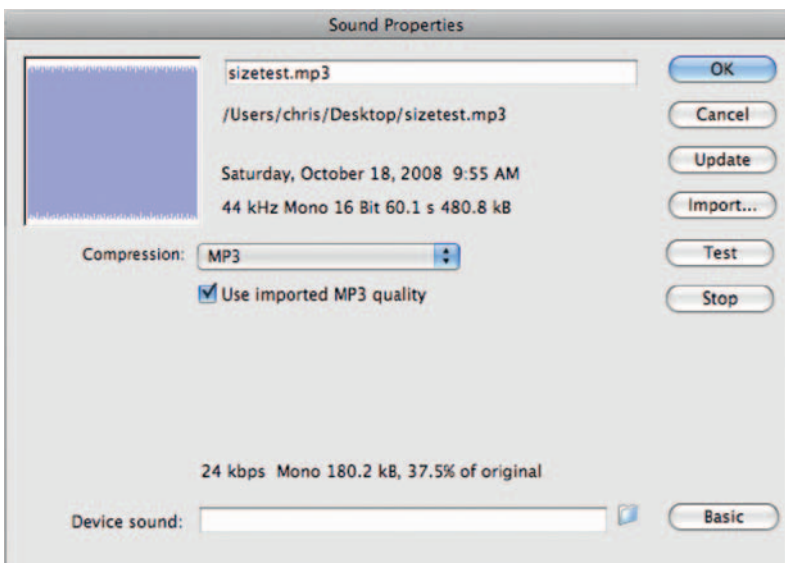 Sound Properties
sizetest.mp3
OK
/Users/chris/Desktop/sizetest.mp3
Cancel
Update
Saturday, October 18, 2008 9:55 AM
44 kHz Mono 16 Bit 60.1 s 480.8 kB
Import...
Compression: MP3
Test
Use imported MP3 quality
Stop
24 kbps Mono 180.2 kB, 37.5% of original
Device sound:
Basic